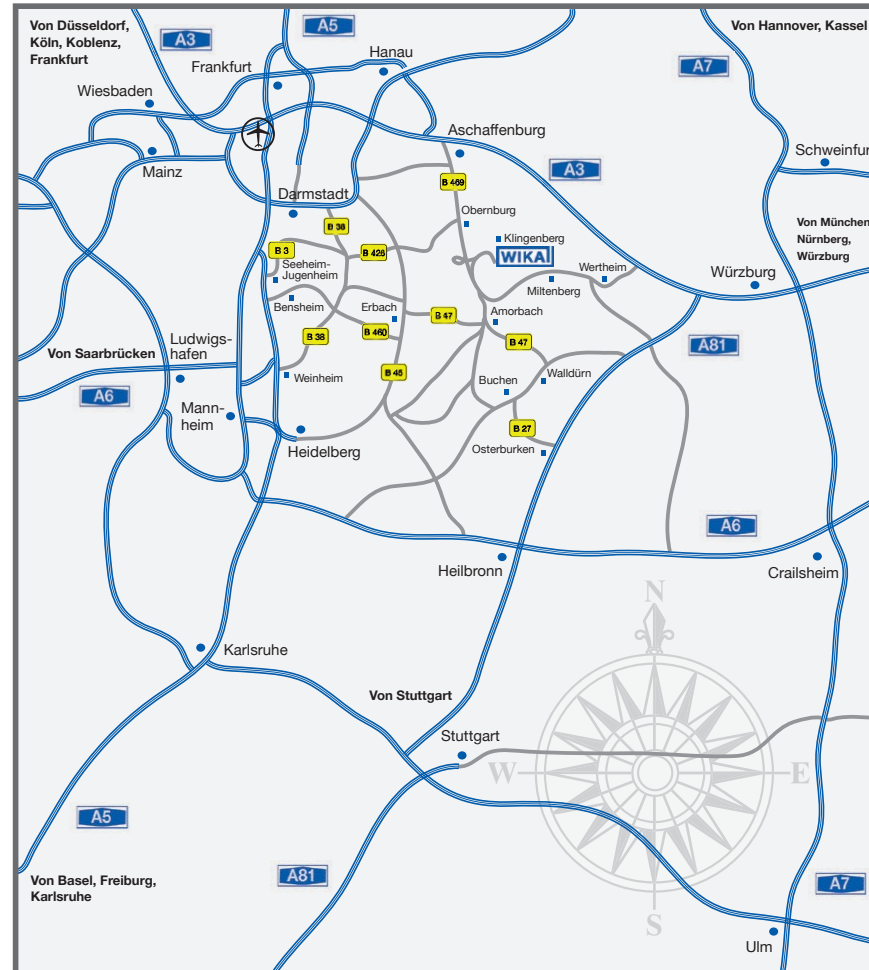 Von Düsseldorf,
Köln, Koblenz,
Frankfurt
A3
A5
Von Hannover, Kassel
A7
Hanau
Frankfurt
Wiesbaden
Aschaffenburg
Mainz
A3
Schweinfur
B 469
Darmstadt
Obernburg
B 38
Von München
Nürnberg,
Würzburg
Klingenberg
B 3
B 426
WIKA
Seeheim-
Jugenheim
Wertheim
Würzburg
Miltenberg
Bensheim
Erbach
B 47
Amorbach
B 38
B 460
B 47
A81
Ludwigs-
hafen
Von Saarbrücken
B 45
Walldürn
Weinheim
Buchen
A6
Mann-
heim
B 27
Heidelberg
Osterburken
A6
Heilbronn
Crailsheim
N
Karlsruhe
Von Stuttgart
Stuttgart
W
E
A5
A81
A7
Von Basel, Freiburg,
Karlsruhe
S
Ulm